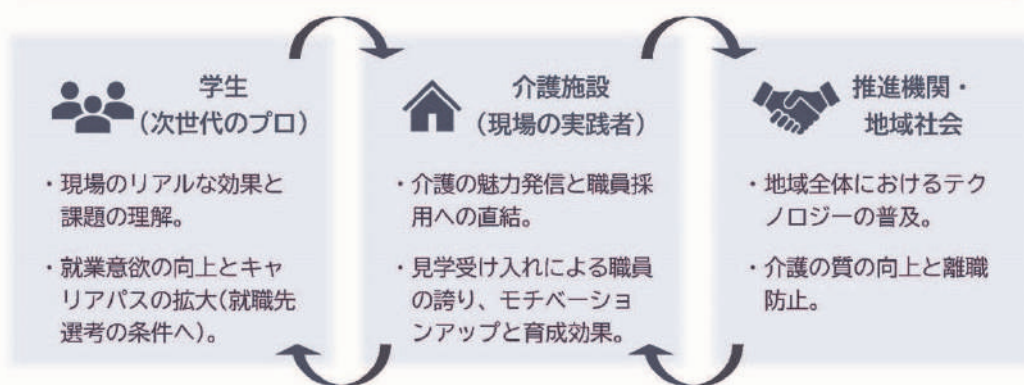 学生
（次世代のプロ）
・現場のリアルな効果と
課題の理解。
・就業意欲の向上とキャ
リアパスの拡大(就職先
選考の条件へ)。
介護施設
（現場の実践者）
・介護の魅力発信と職員採
用への直結。
・見学受け入れによる職員
の誇り、モチベーショ
ンアップと育成効果。
推進機関・
地域社会
・地域全体におけるテク
ノロジーの普及。
・介護の質の向上と離職
防止。